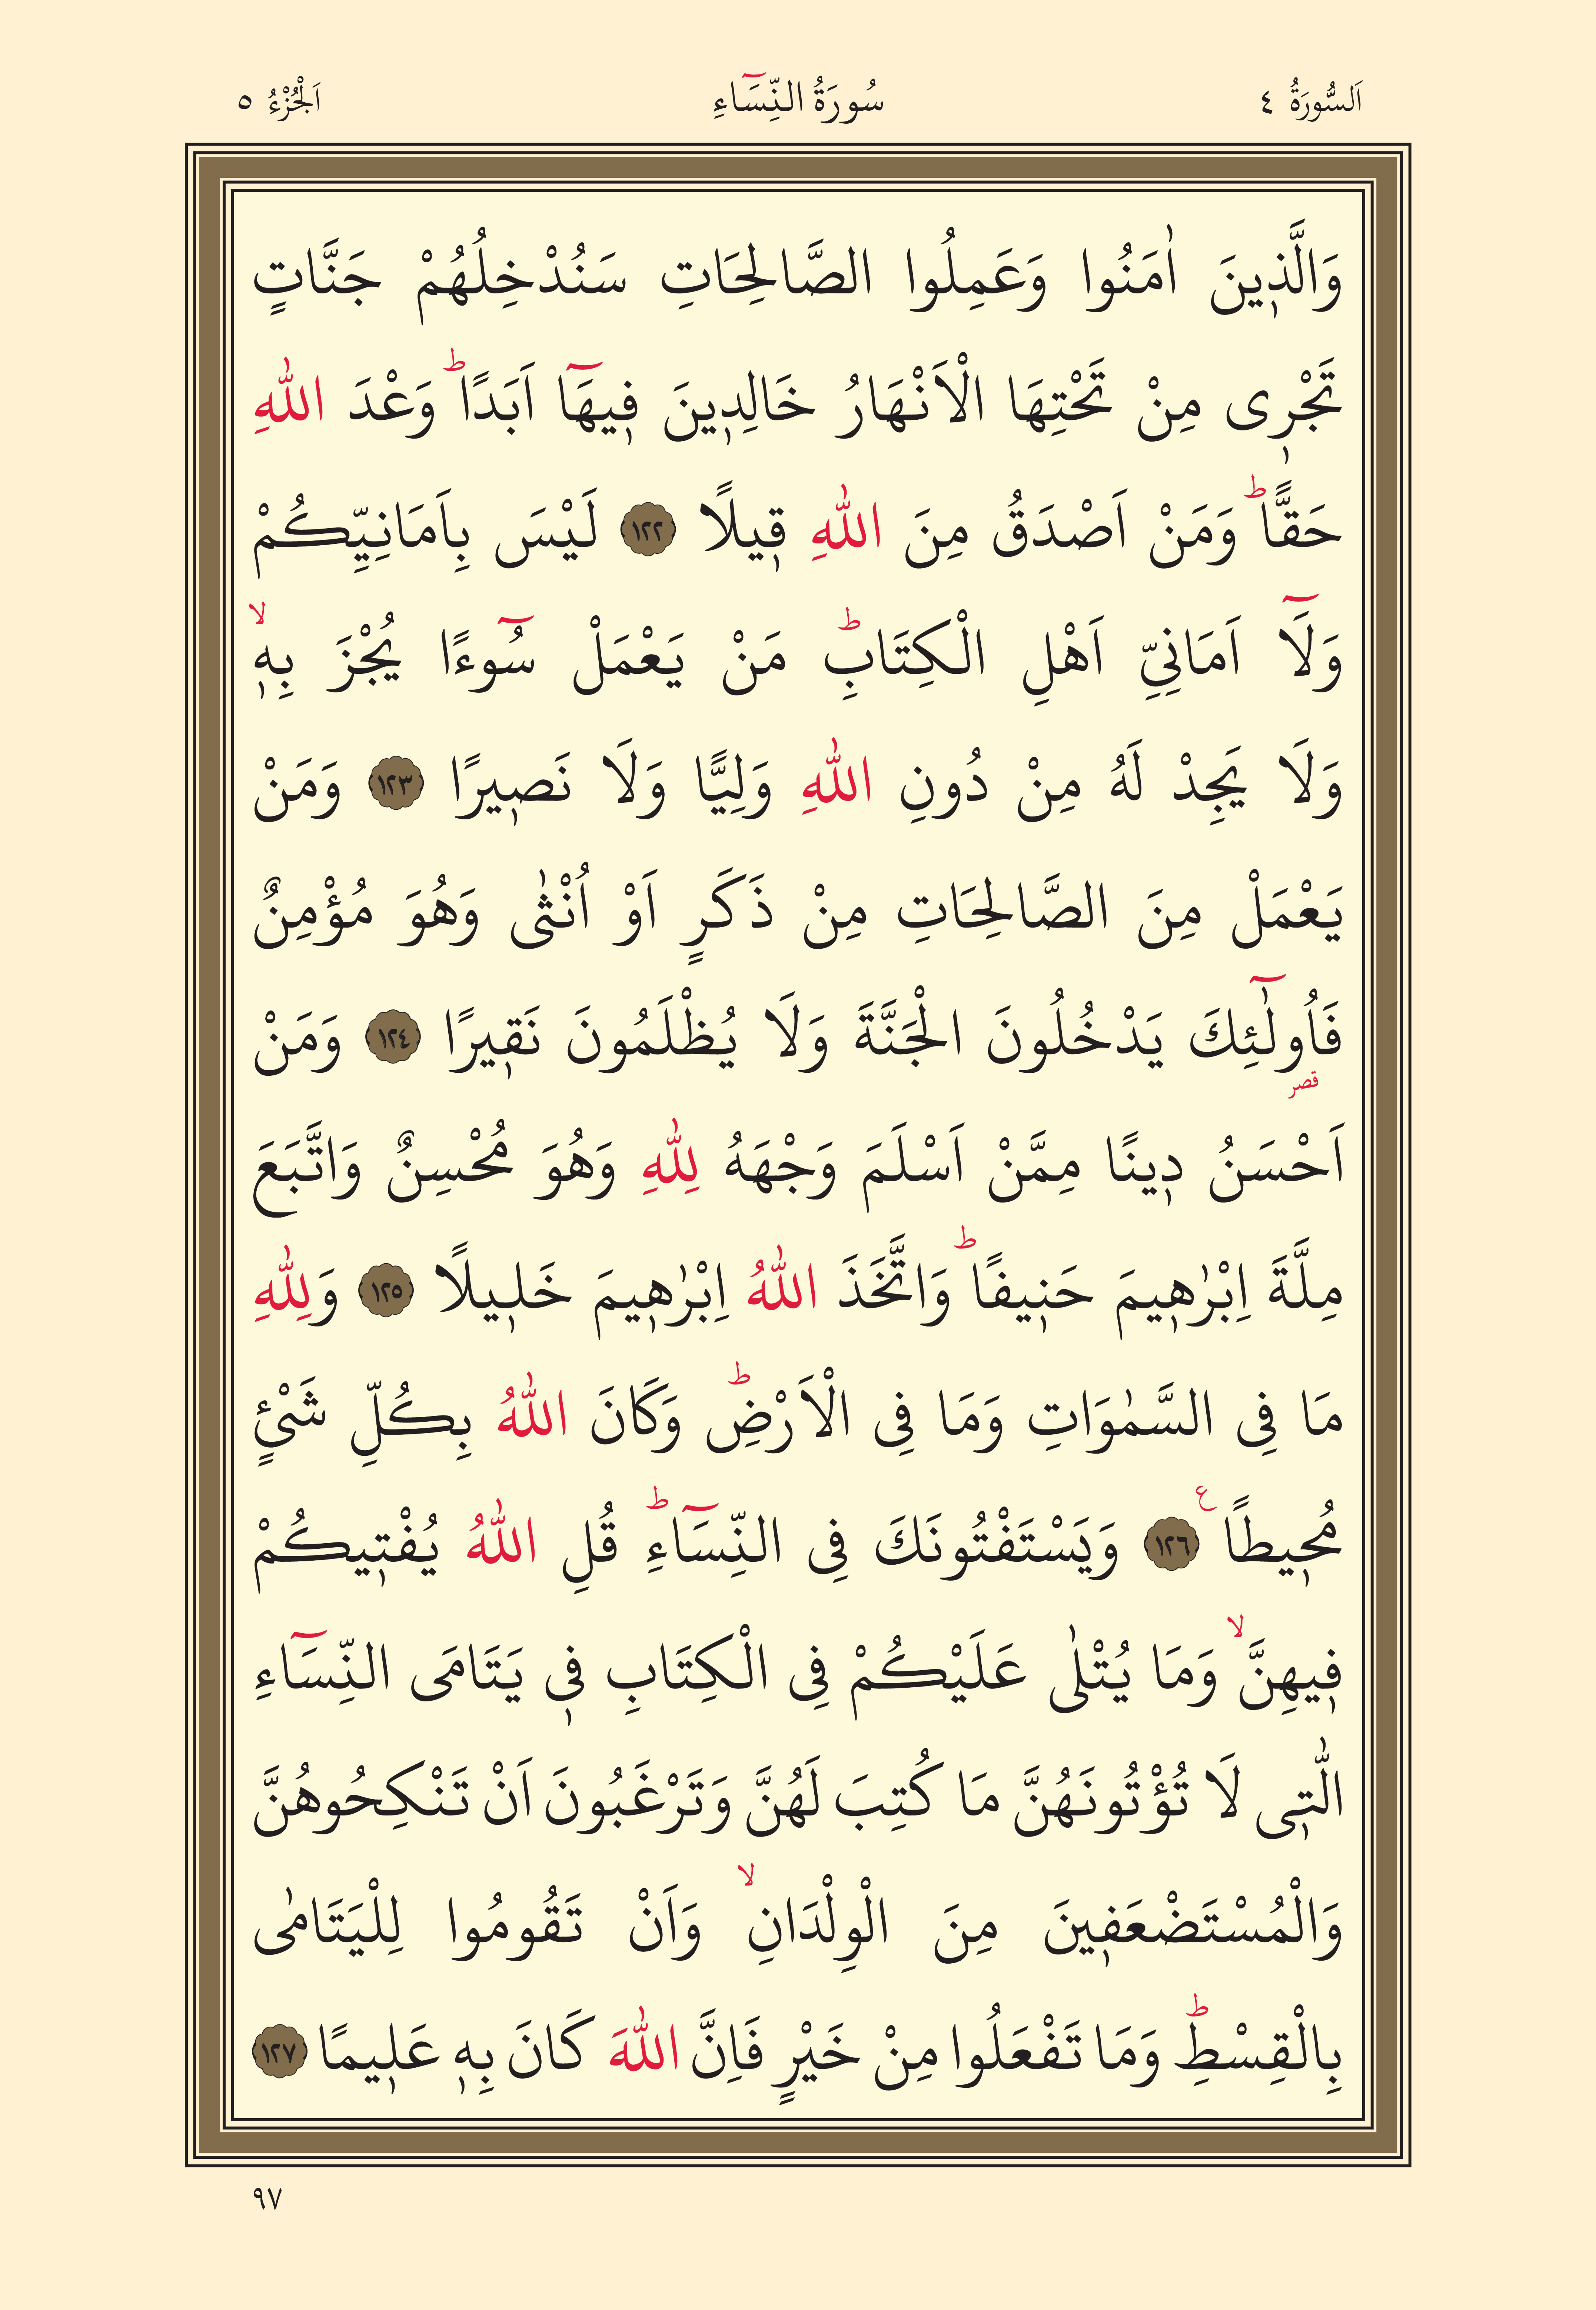 اَلسُّورَةُ ٤ سُورَةُ النِّسَٓاءِ اَلْجُزْءُ ٥
وَالَّذ۪ينَ اٰمَنُوا وَعَمِلُوا الصَّالِحَاتِ سَنُدْخِلُهُمْ جَنَّاتٍ
تَجْر۪ى مِنْ تَحْتِهَا الْاَنْهَارُ خَالِد۪ينَ ف۪يهَٓا اَبَدًاۜ وَعْدَ اللّٰهِ
حَقًّاۜ وَمَنْ اَصْدَقُ مِنَ اللّٰهِ ق۪يلًا ﴿١٢٢﴾ لَيْسَ بِاَمَانِيِّكُمْ
وَلَٓا اَمَانِىِّ اَهْلِ الْكِتَابِۜ مَنْ يَعْمَلْ سُٓوءًا يُجْزَ بِه۪ۙ
وَلَا يَجِدْ لَهُ مِنْ دُونِ اللّٰهِ وَلِيًّا وَلَا نَص۪يرًا ﴿١٢٣﴾ وَمَنْ
يَعْمَلْ مِنَ الصَّالِحَاتِ مِنْ ذَكَرٍ اَوْ اُنْثٰى وَهُوَ مُؤْمِنٌ
فَاُو۬لٰٓئِكَ يَدْخُلُونَ الْجَنَّةَ وَلَا يُظْلَمُونَ نَق۪يرًا ﴿١٢٤﴾ وَمَنْ
قصر
اَحْسَنُ د۪ينًا مِمَّنْ اَسْلَمَ وَجْهَهُ لِلّٰهِ وَهُوَ مُحْسِنٌ وَاتَّبَعَ
مِلَّةَ اِبْرٰه۪يمَ حَن۪يفًاۜ وَاتَّخَذَ اللّٰهُ اِبْرٰه۪يمَ خَل۪يلًا ﴿١٢٥﴾ وَلِلّٰهِ
مَا فِى السَّمٰوَاتِ وَمَا فِى الْاَرْضِۜ وَكَانَ اللّٰهُ بِكُلِّ شَىْءٍ
مُح۪يطًا۟ ع ﴿١٢٦﴾ وَيَسْتَفْتُونَكَ فِى النِّسَٓاءِۜ قُلِ اللّٰهُ يُفْت۪يكُمْ
ف۪يهِنَّۙ وَمَا يُتْلٰى عَلَيْكُمْ فِى الْكِتَابِ ف۪ى يَتَامَى النِّسَٓاءِ
الّٰت۪ى لَا تُؤْتُونَهُنَّ مَا كُتِبَ لَهُنَّ وَتَرْغَبُونَ اَنْ تَنْكِحُوهُنَّ
وَالْمُسْتَضْعَف۪ينَ مِنَ الْوِلْدَانِۙ وَاَنْ تَقُومُوا لِلْيَتَامٰى
بِالْقِسْطِۜ وَمَا تَفْعَلُوا مِنْ خَيْرٍ فَاِنَّ اللّٰهَ كَانَ بِه۪ عَل۪يمًا ﴿١٢٧﴾
٩٧